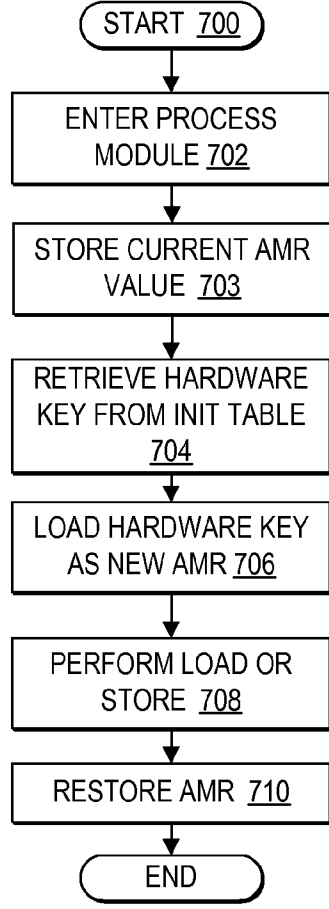 START 700
ENTER PROCESS
MODULE 702
STORE CURRENT AMR
VALUE 703
RETRIEVE HARDWARE
KEY FROM INIT TABLE
704
LOAD HARDWARE KEY
AS NEW AMR 706
PERFORM LOAD OR
STORE 708
RESTORE AMR 710
END